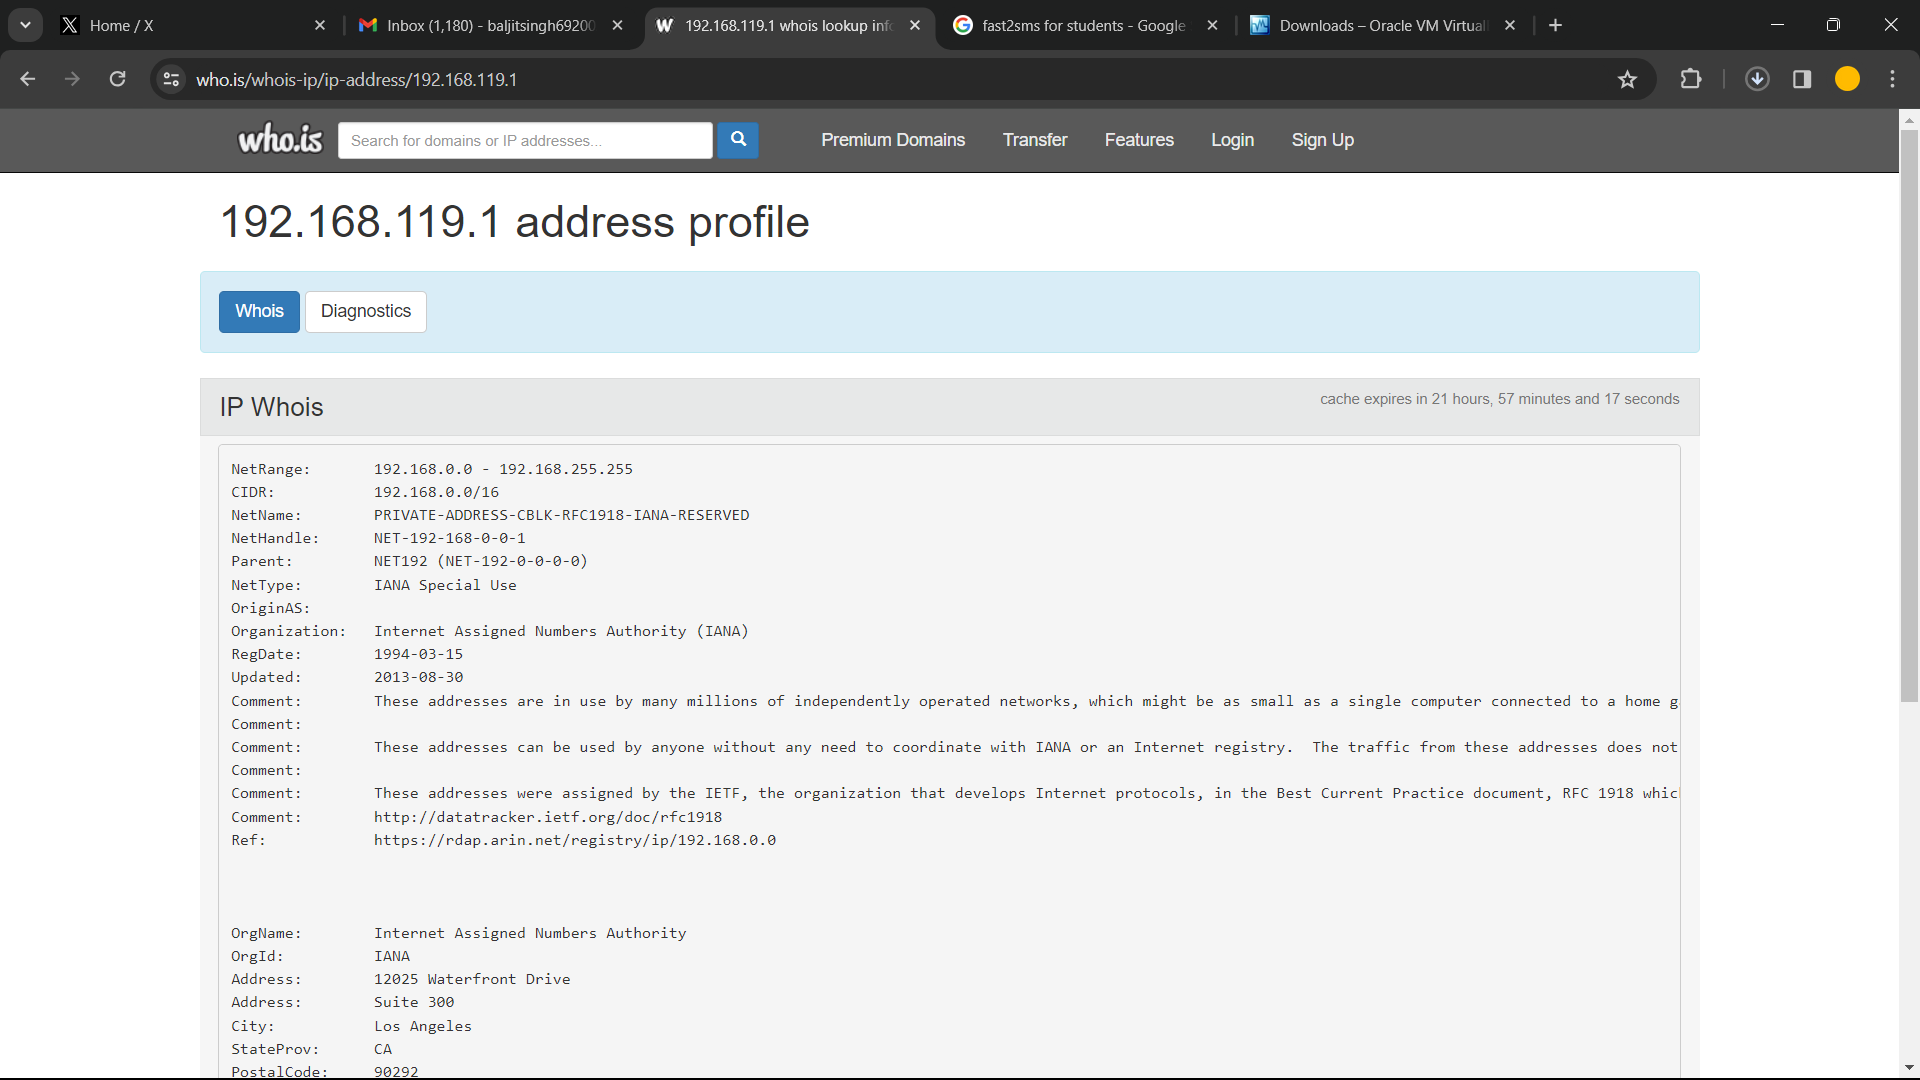 Home / X
Inbox (1,180) - baljitsingh69200
192.168.119.1 whois lookup info
fast2sms for students - Google
Downloads – Oracle VM Virtual
who.is/whois-ip/ip-address/192.168.119.1
who.is
Search for domains or IP addresses...
Premium Domains
Transfer
Features
Login
Sign Up
192.168.119.1 address profile
Whois
Diagnostics
IP Whois
cache expires in 21 hours, 57 minutes and 17 seconds
NetRange: 192.168.0.0 - 192.168.255.255
CIDR: 192.168.0.0/16
NetName: PRIVATE-ADDRESS-CBLK-RFC1918-IANA-RESERVED
NetHandle: NET-192-168-0-0-1
Parent: NET192 (NET-192-0-0-0-0)
NetType: IANA Special Use
OriginAS:
Organization: Internet Assigned Numbers Authority (IANA)
RegDate: 1994-03-15
Updated: 2013-08-30
Comment: These addresses are in use by many millions of independently operated networks, which might be as small as a single computer connected to a home g
Comment:
Comment: These addresses can be used by anyone without any need to coordinate with IANA or an Internet registry. The traffic from these addresses does not
Comment:
Comment: These addresses were assigned by the IETF, the organization that develops Internet protocols, in the Best Current Practice document, RFC 1918 whic
Comment: http://datatracker.ietf.org/doc/rfc1918
Ref: https://rdap.arin.net/registry/ip/192.168.0.0
OrgName: Internet Assigned Numbers Authority
OrgId: IANA
Address: 12025 Waterfront Drive
Address: Suite 300
City: Los Angeles
StateProv: CA
PostalCode: 90292